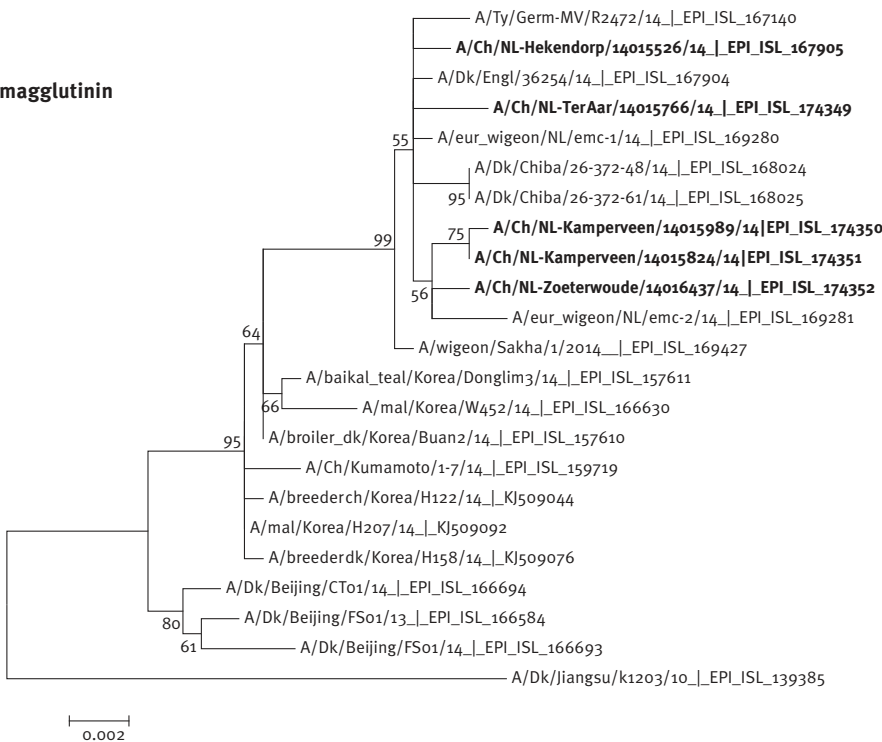 A/Ty/Germ-MV/R2472/14_|_EPI_ISL_167140
A/Ch/NL-Hekendorp/14015526/14_|_EPI_ISL_167905
A/Dk/Engl/36254/14_|_EPI_ISL_167904
magglutinin
A/Ch/NL-TerAar/14015766/14_|_EPI_ISL_174349
55
A/eur_wigeon/NL/emc-1/14_|_EPI_ISL_169280
A/Dk/Chiba/26-372-48/14_|_EPI_ISL_168024
95
A/Dk/Chiba/26-372-61/14_|_EPI_ISL_168025
A/Ch/NL-Kamperveen/14015989/14|EPI_ISL_174350
75
99
A/Ch/NL-Kamperveen/14015824/14|EPI_ISL_174351
A/Ch/NL-Zoeterwoude/14016437/14_|_EPI_ISL_174352
56
A/eur_wigeon/NL/emc-2/14_|_EPI_ISL_169281
64
A/wigeon/Sakha/1/2014__|_EPI_ISL_169427
A/baikal_teal/Korea/Donglim3/14_|_EPI_ISL_157611
66
A/mal/Korea/W452/14_|_EPI_ISL_166630
95
A/broiler_dk/Korea/Buan2/14_|_EPI_ISL_157610
A/Ch/Kumamoto/1-7/14_|_EPI_ISL_159719
A/breederch/Korea/H122/14_|_KJ509044
A/mal/Korea/H207/14_|_KJ509092
A/breederdk/Korea/H158/14_|_KJ509076
A/Dk/Beijing/CT01/14_|_EPI_ISL_166694
80
A/Dk/Beijing/FS01/13_|_EPI_ISL_166584
61
A/Dk/Beijing/FS01/14_|_EPI_ISL_166693
A/Dk/Jiangsu/k1203/10_|_EPI_ISL_139385
0.002